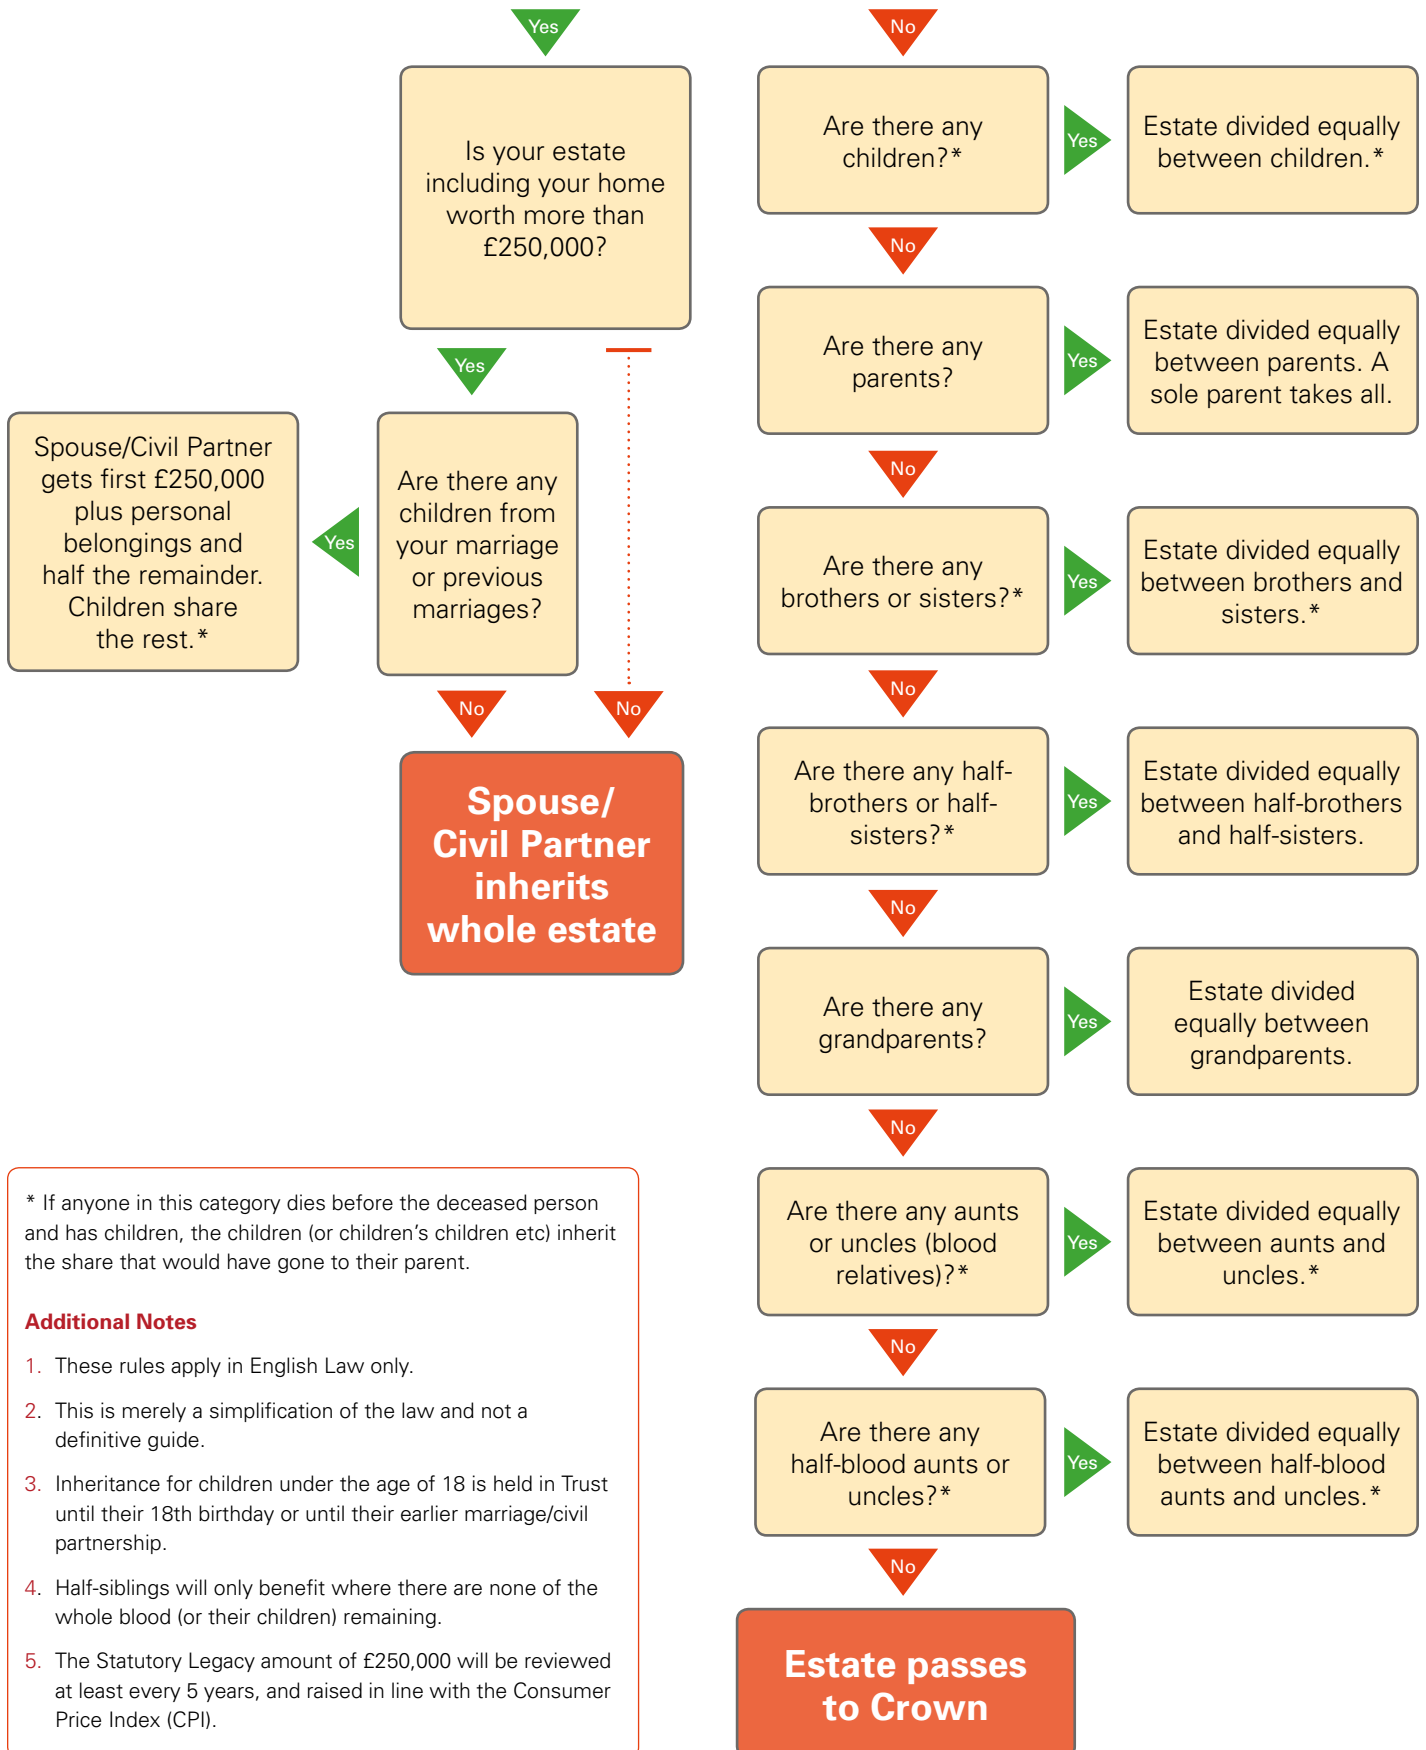 Yes
Is your estate
including your home
worth more than
£250,000?
Yes
Are there any
children from
your marriage
or previous
marriages?
Yes
Spouse/Civil Partner
gets first £250,000
plus personal
belongings and
half the remainder.
Children share
the rest.*
No
No
Spouse/
Civil Partner
inherits
whole estate
No
Are there any
children?*
Yes
Estate divided equally
between children.*
No
Are there any
parents?
Yes
Estate divided equally
between parents. A
sole parent takes all.
No
Are there any
brothers or sisters?*
Yes
Estate divided equally
between brothers and
sisters.*
No
Are there any half-
brothers or half-
sisters?*
Yes
Estate divided equally
between half-brothers
and half-sisters.
No
Are there any
grandparents?
Yes
Estate divided
equally between
grandparents.
No
Are there any aunts
or uncles (blood
relatives)?*
Yes
Estate divided equally
between aunts and
uncles.*
No
Are there any
half-blood aunts or
uncles?*
Yes
Estate divided equally
between half-blood
aunts and uncles.*
No
Estate passes
to Crown
* If anyone in this category dies before the deceased person
and has children, the children (or children's children etc) inherit
the share that would have gone to their parent.
Additional Notes
1. These rules apply in English Law only.
2. This is merely a simplification of the law and not a
definitive guide.
3. Inheritance for children under the age of 18 is held in Trust
until their 18th birthday or until their earlier marriage/civil
partnership.
4. Half-siblings will only benefit where there are none of the
whole blood (or their children) remaining.
5. The Statutory Legacy amount of £250,000 will be reviewed
at least every 5 years, and raised in line with the Consumer
Price Index (CPI).